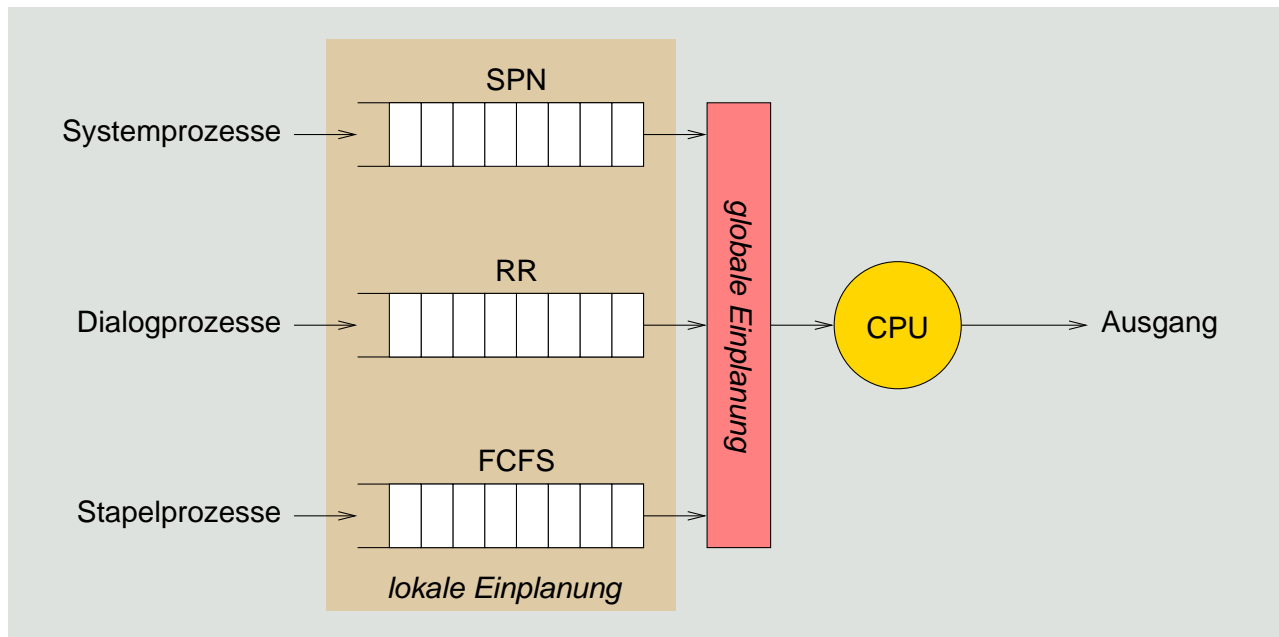 SPN
Systemprozesse
RR
Dialogprozesse
globale Einplanung
CPU
Ausgang
FCFS
Stapelprozesse
lokale Einplanung